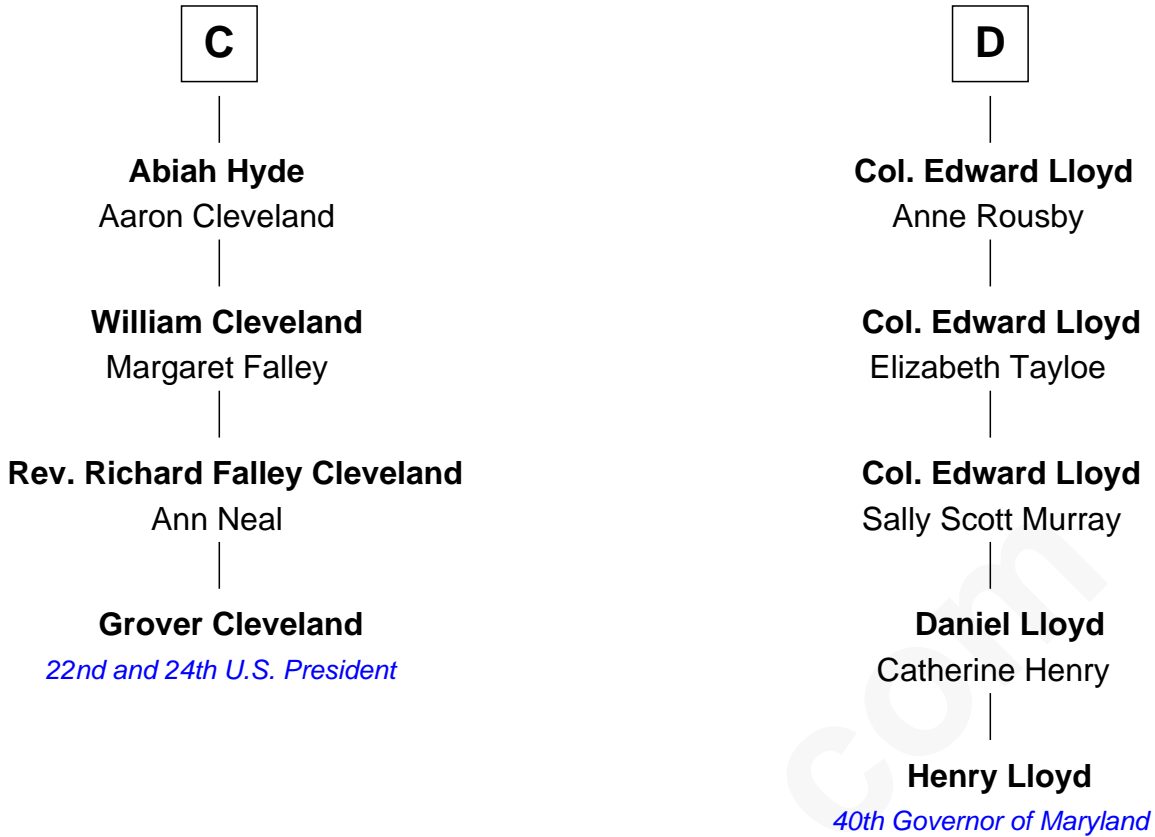 C
Abiah Hyde
Aaron Cleveland
William Cleveland
Margaret Falley
Rev. Richard Falley Cleveland
Ann Neal
Grover Cleveland
22nd and 24th U.S. President
D
Col. Edward Lloyd
Anne Rousby
Col. Edward Lloyd
Elizabeth Tayloe
Col. Edward Lloyd
Sally Scott Murray
Daniel Lloyd
Catherine Henry
Henry Lloyd
40th Governor of Maryland
com